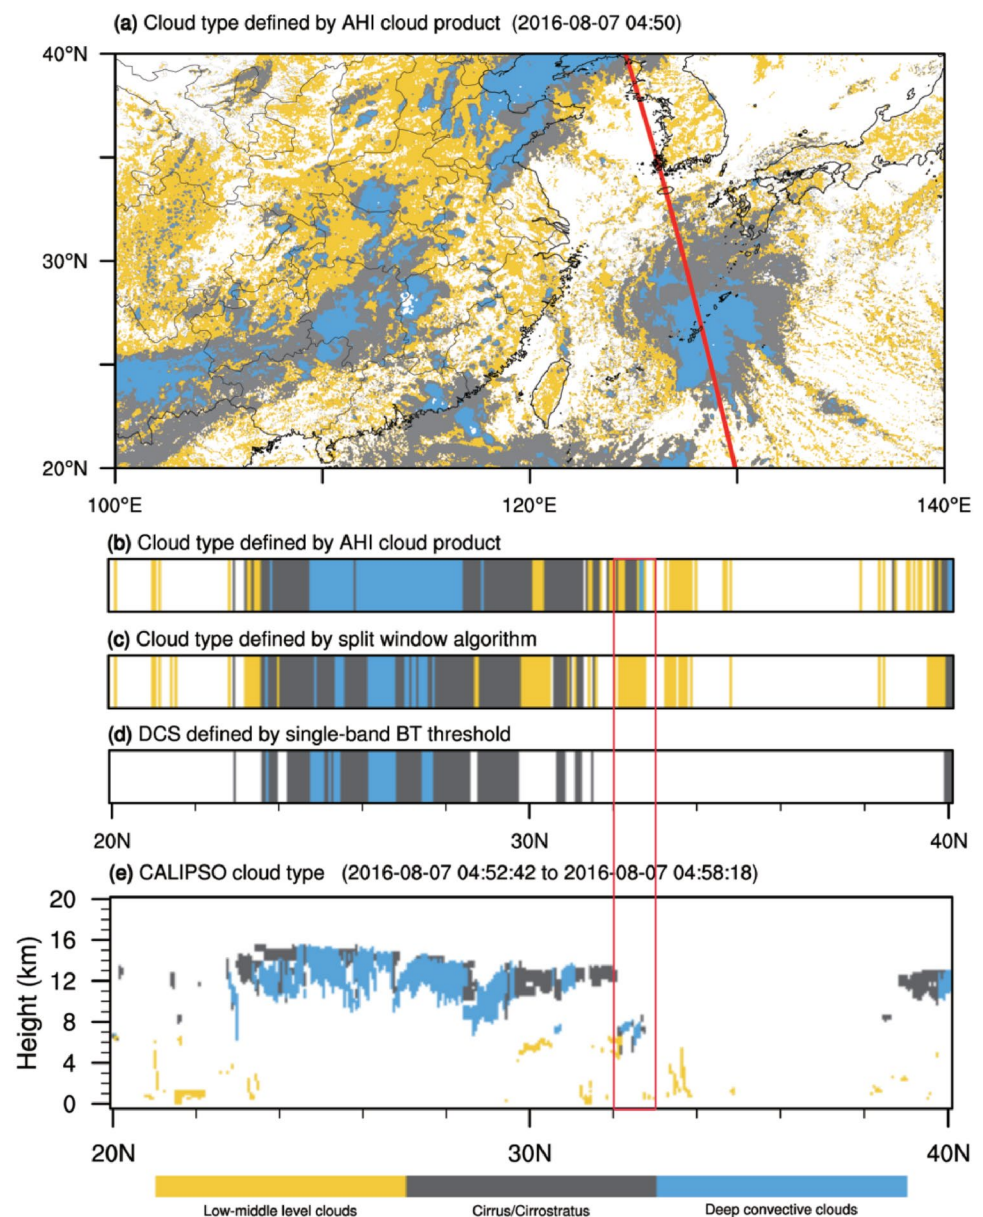 (a) Cloud type defined by AHI cloud product (2016-08-07 04:50)
40°N
30°N
20°N
100°E 120°E 140°E
(b) Cloud type defined by AHI cloud product
(c) Cloud type defined by split window algorithm
(d) DCS defined by single-band BT threshold
20N 30N 40N
(e) CALIPSO cloud type (2016-08-07 04:52:42 to 2016-08-07 04:58:18)
Height (km)
20
16
12
8
4
0
20N 30N 40N
Low-middle level clouds Cirrus/Cirrostratus Deep convective clouds